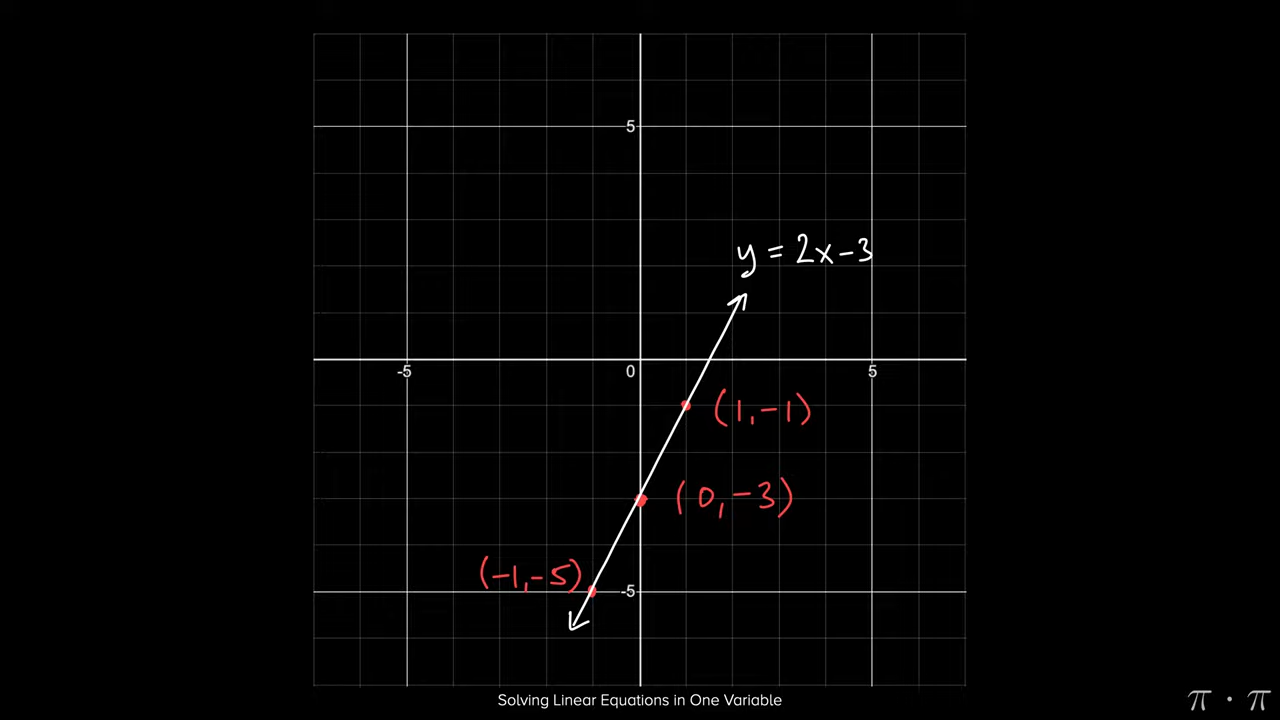 5
y = 2x-3
-5
0
5
(1,-1)
(0,-3)
(-1,-5)
-5
Solving Linear Equations in One Variable
π · π